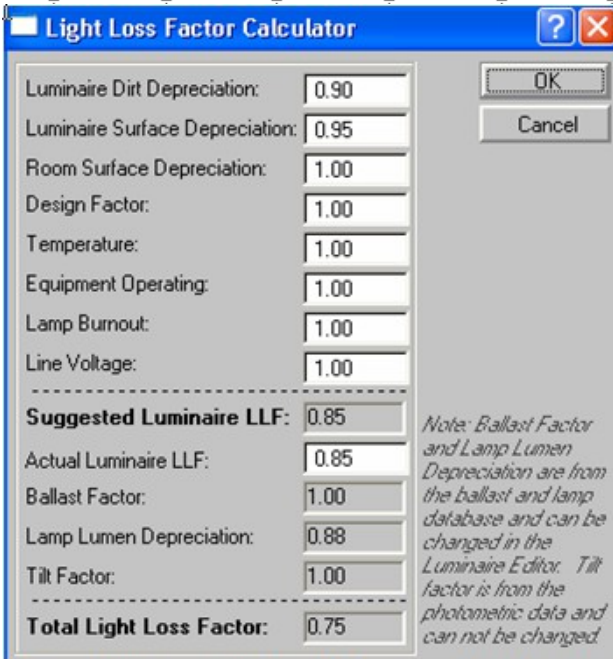 Light Loss Factor Calculator
Luminaire Dirt Depreciation: 0.90
OK
Luminaire Surface Depreciation: 0.95
Cancel
Room Surface Depreciation: 1.00
Design Factor: 1.00
Temperature: 1.00
Equipment Operating: 1.00
Lamp Burnout: 1.00
Line Voltage: 1.00
Suggested Luminaire LLF: 0.85
Actual Luminaire LLF: 0.85
Ballast Factor: 1.00
Lamp Lumen Depreciation: 0.88
Tilt Factor: 1.00
Total Light Loss Factor: 0.75
Note: Ballast Factor
and Lamp Lumen
Depreciation are from
the ballast and lamp
database and can be
changed in the
Luminaire Editor. Tilt
factor is from the
photometric data and
can not be changed.